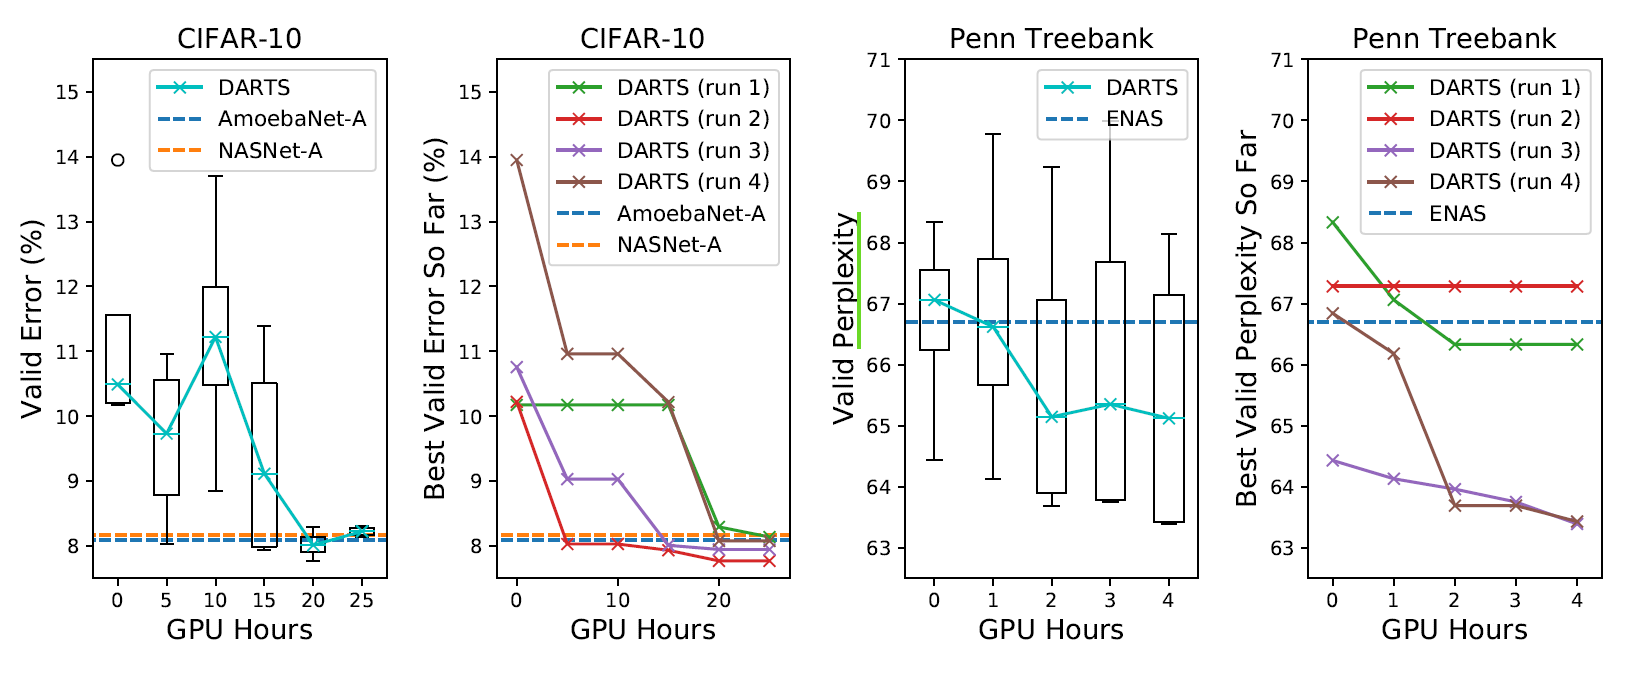 CIFAR-10
Valid Error (%)
15
14
13
12
11
10
9
8
DARTS
AmoebaNet-A
NASNet-A
0 5 10 15 20 25
GPU Hours
CIFAR-10
Best Valid Error So Far (%)
15
14
13
12
11
10
9
8
DARTS (run 1)
DARTS (run 2)
DARTS (run 3)
DARTS (run 4)
AmoebaNet-A
NASNet-A
0 10 20
GPU Hours
Penn Treebank
Valid Perplexity
71
70
69
68
67
66
65
64
63
DARTS
ENAS
0 1 2 3 4
GPU Hours
Penn Treebank
Best Valid Perplexity So Far
71
70
69
68
67
66
65
64
63
DARTS (run 1)
DARTS (run 2)
DARTS (run 3)
DARTS (run 4)
ENAS
0 1 2 3 4
GPU Hours